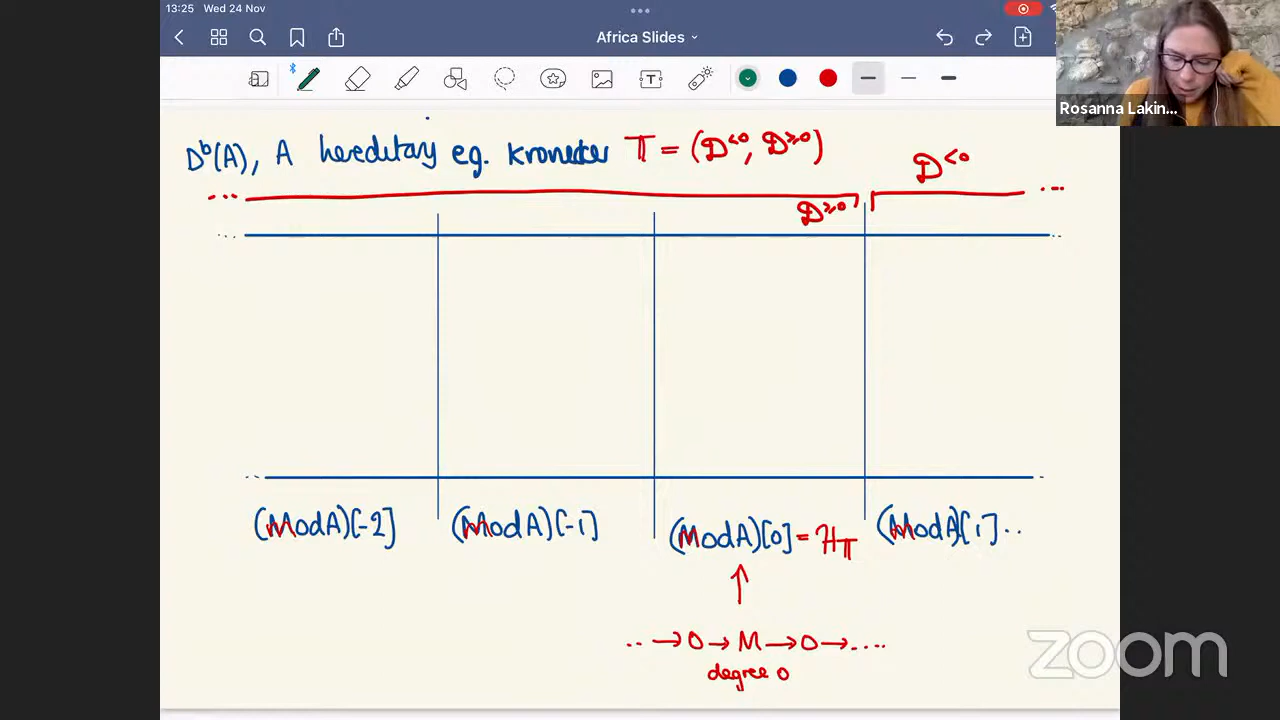 13:25 Wed 24 Nov
Africa Slides
Rosanna Lakin...
Dᵇ(A), A hereditary eg. Kronecker 𝕋 = (𝒟^{<0}, 𝒟^{≥0})
𝒟^{<0}
... ...
𝒟^{≥0}
(ModA)[-2] (ModA)[-1] (ModA)[0] = ℋ_𝕋 (ModA)[1] ..
↑
.. → 0 → M → 0 → ....
degree 0
zoom